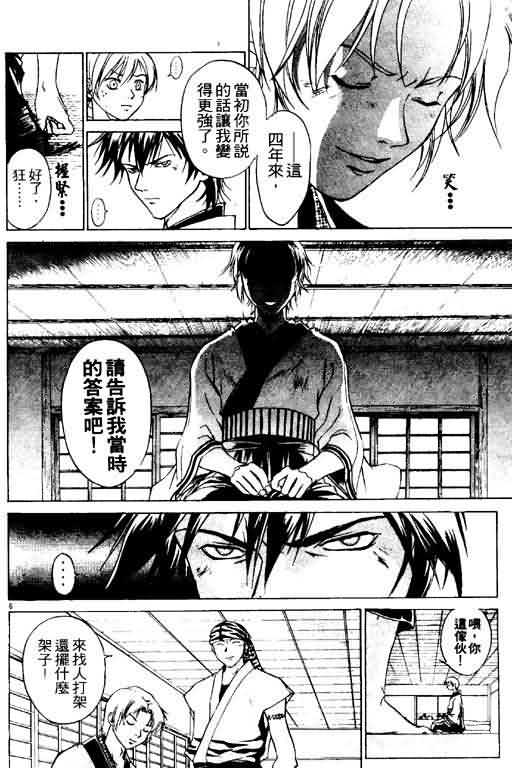 ——這
四年來，
笑…
當初你所說
的話讓我變
得更強了。
…
…
握緊…
好了，
狂…
請告訴我當時
的答案吧！
…
6
喂，你
這傢伙！
來找人打架
還擺什麼
架子！